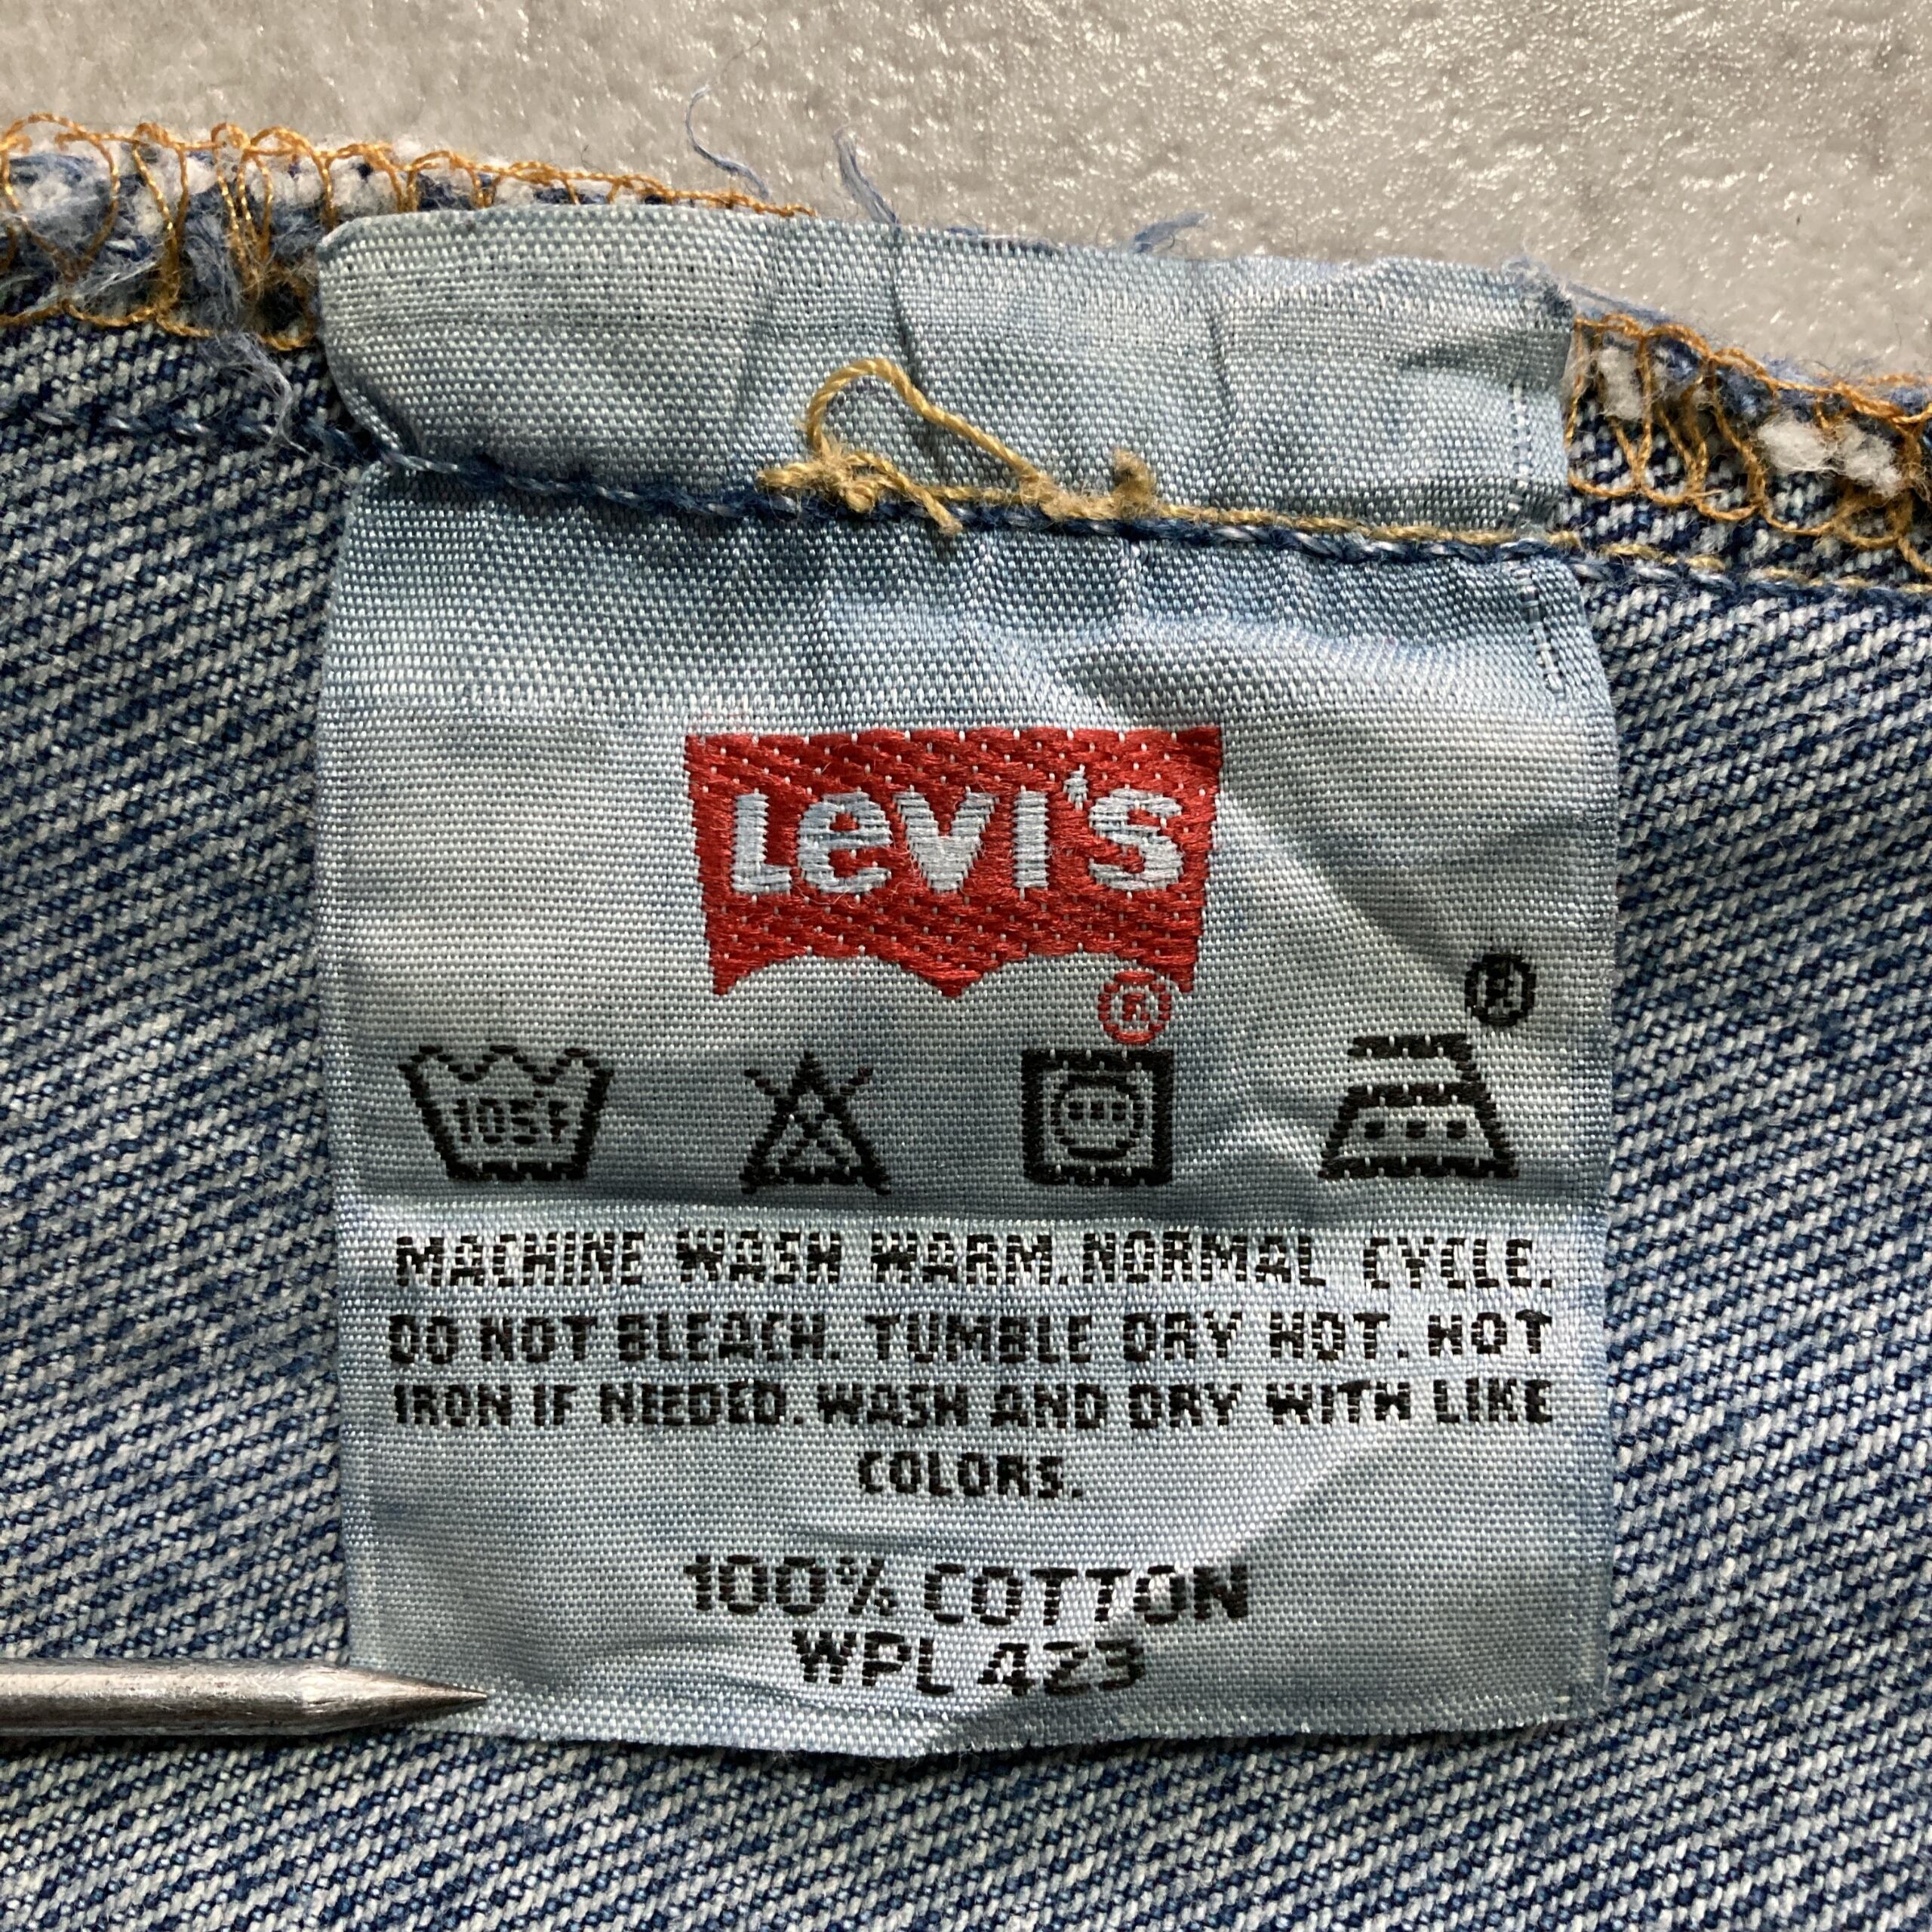 LEVI'S
®
®
105°F
MACHINE WASH WARM. NORMAL CYCLE.
DO NOT BLEACH. TUMBLE DRY HOT. HOT
IRON IF NEEDED. WASH AND DRY WITH LIKE
COLORS.
100% COTTON
WPL 423